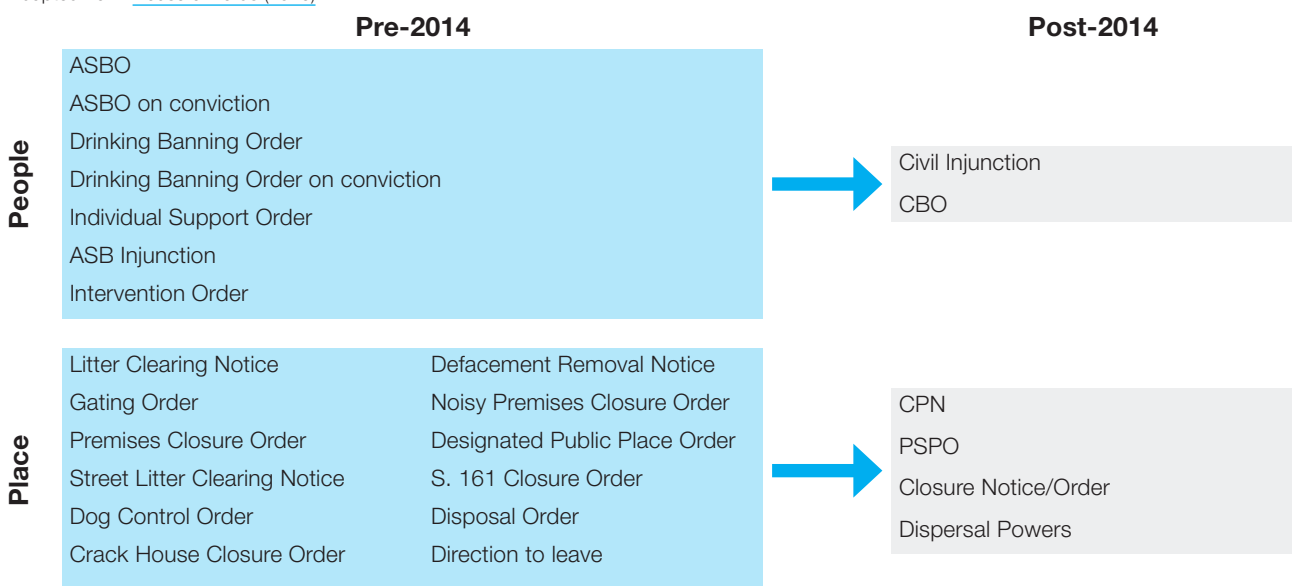 Pre-2014
Post-2014
People
ASBO
ASBO on conviction
Drinking Banning Order
Drinking Banning Order on conviction
Individual Support Order
ASB Injunction
Intervention Order
Civil Injunction
CBO
Place
Litter Clearing Notice
Gating Order
Premises Closure Order
Street Litter Clearing Notice
Dog Control Order
Crack House Closure Order
Defacement Removal Notice
Noisy Premises Closure Order
Designated Public Place Order
S. 161 Closure Order
Disposal Order
Direction to leave
CPN
PSPO
Closure Notice/Order
Dispersal Powers